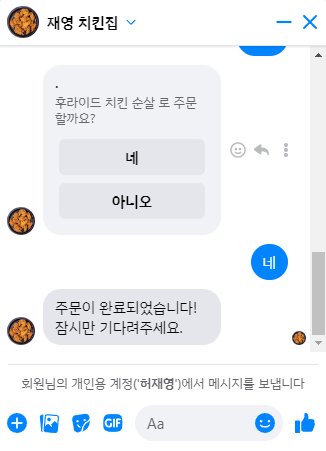 재영 치킨집
.
후라이드 치킨 순살 로 주문
할까요?
네
아니오
네
주문이 완료되었습니다!
잠시만 기다려주세요.
회원님의 개인용 계정('허재영')에서 메시지를 보냅니다
GIF
Aa